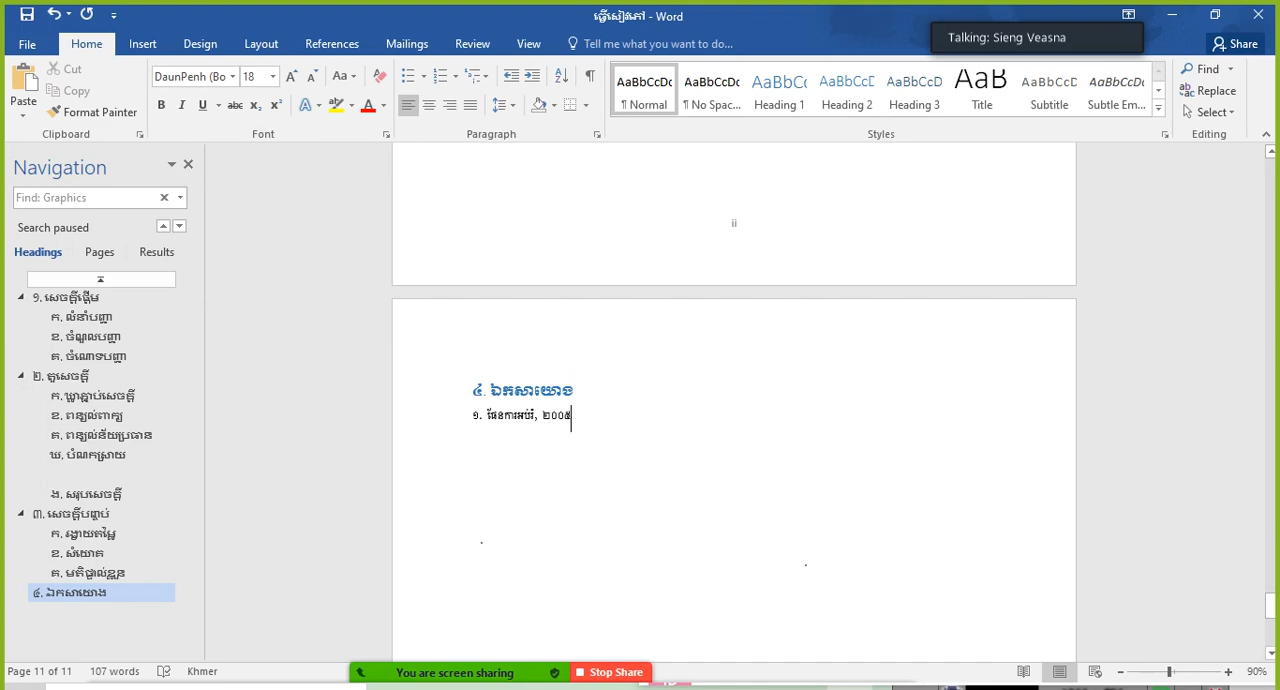 ធ្វើសៀវភៅ - Word
Talking: Sieng Veasna
File Home Insert Design Layout References Mailings Review View Tell me what you want to do... Share
Paste Cut Copy Format Painter
DaunPenh (Bo 18 Aa
B I U abc X₂ X² A A
AaBbCcDc AaBbCcDc AaBbCc AaBbCcD AaBbCcD AaB AaBbCcD AaBbCcD
¶ Normal ¶ No Spac... Heading 1 Heading 2 Heading 3 Title Subtitle Subtle Em...
Find Replace Select
Clipboard Font Paragraph Styles Editing
Navigation
Find: Graphics
Search paused
Headings Pages Results
១. សេចក្តីផ្តើម
ក. លំនាំបញ្ហា
ខ. ចំណូលបញ្ហា
គ. ចំណោទបញ្ហា
២. តួសេចក្តី
ក. ឃ្លាភ្ជាប់សេចក្តី
ខ. ពន្យល់ពាក្យ
គ. ពន្យល់ន័យប្រធាន
ឃ. បំណកស្រាយ
ង. សរុបសេចក្តី
៣. សេចក្តីបញ្ចប់
ក. រង្វាយតម្លៃ
ខ. សំយោគ
គ. មតិផ្ទាល់ខ្លួន
៤. ឯកសាយោង
ii
៤. ឯកសាយោង
១. ផែនការអប់រំ, ២០០៥
Page 11 of 11 107 words Khmer
You are screen sharing Stop Share
90%